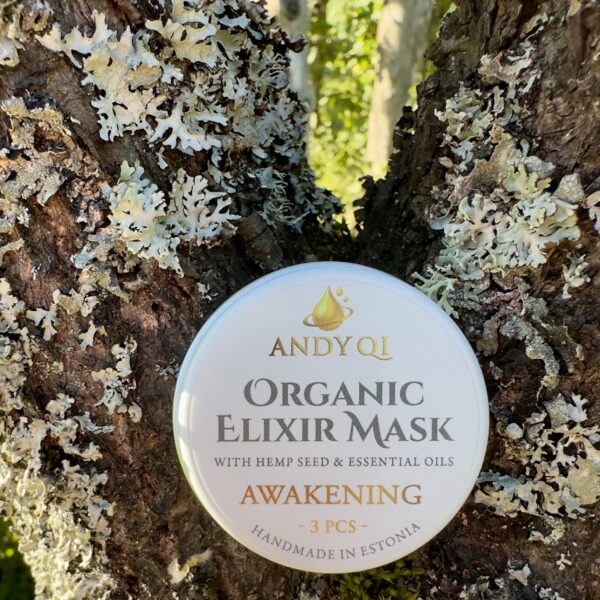 ANDY QI
ORGANIC
ELIXIR MASK
WITH HEMP SEED & ESSENTIAL OILS
AWAKENING
- 3 PCS -
HANDMADE IN ESTONIA